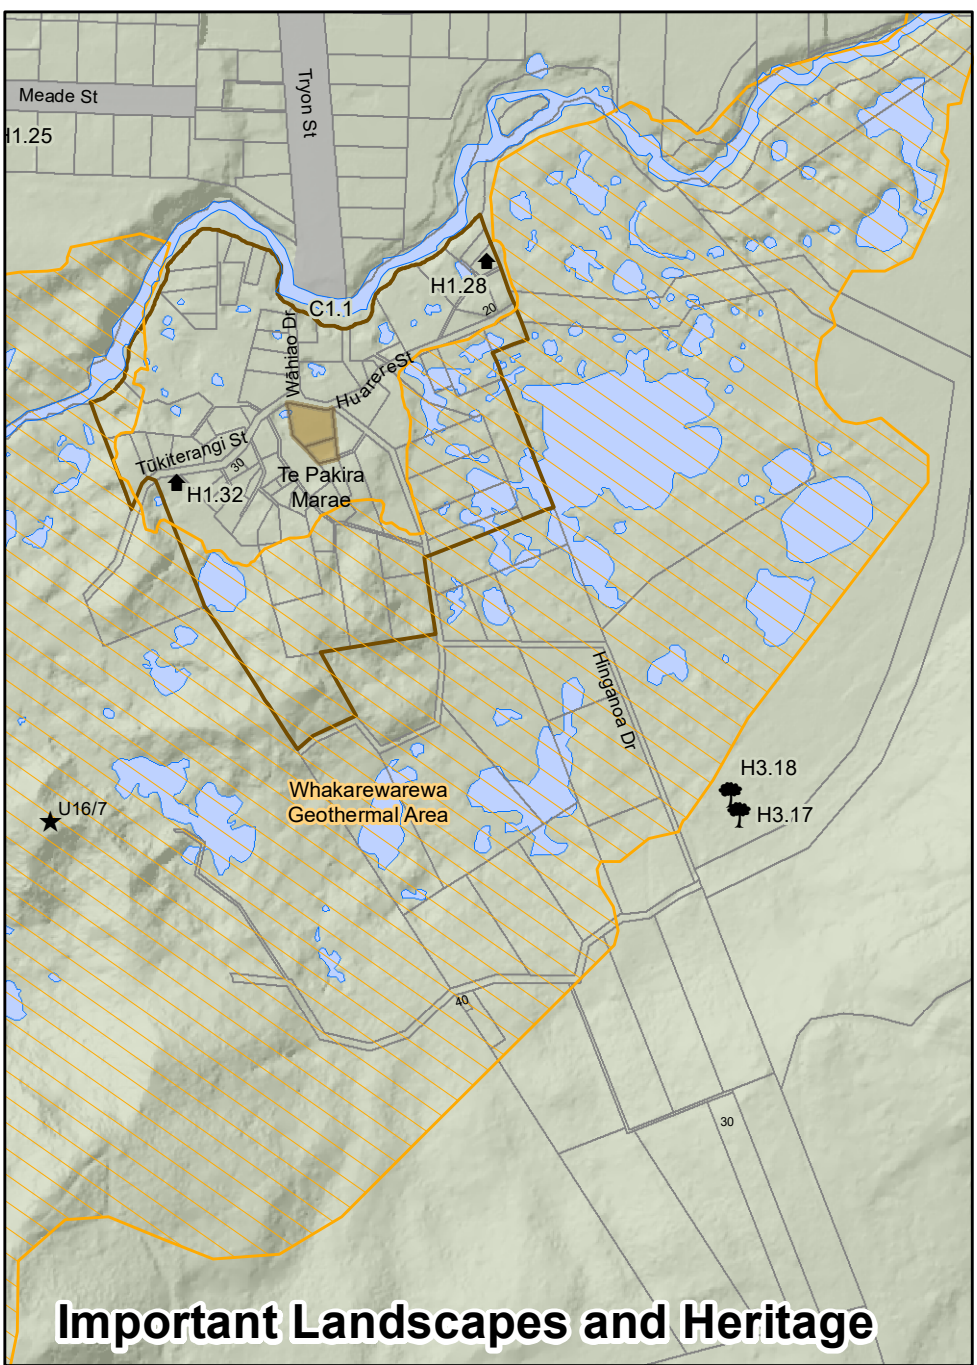 Meade St
Tryon St
H1.25
H1.28
C1.1
20
Wāhiao Dr
Huarere St
Tūkiterangi St
30
Te Pakira
Marae
H1.32
Hinganoa Dr
H3.18
Whakarewarewa
Geothermal Area
U16/7
H3.17
40
30
Important Landscapes and Heritage